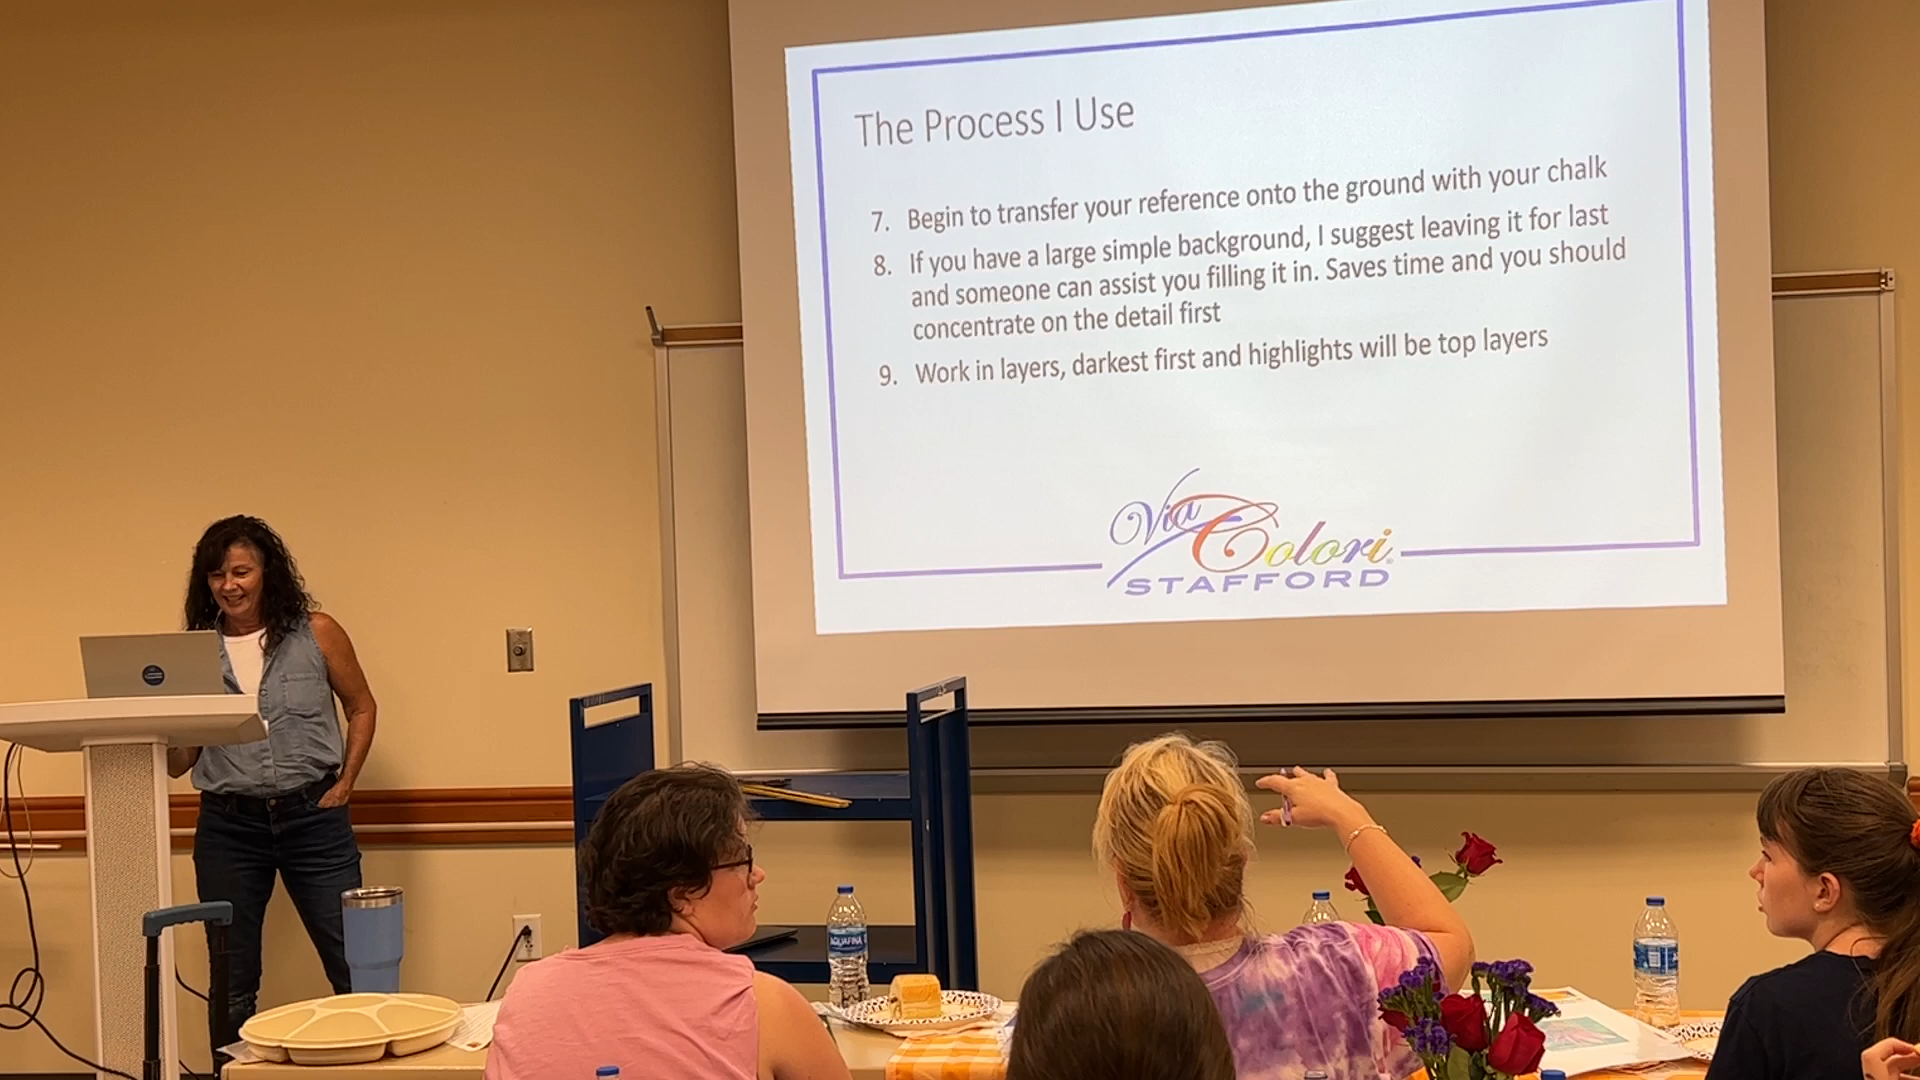 The Process I Use
7. Begin to transfer your reference onto the ground with your chalk
8. If you have a large simple background, I suggest leaving it for last
and someone can assist you filling it in. Saves time and you should
concentrate on the detail first
9. Work in layers, darkest first and highlights will be top layers
Via
Colori
STAFFORD
AQUAFINA